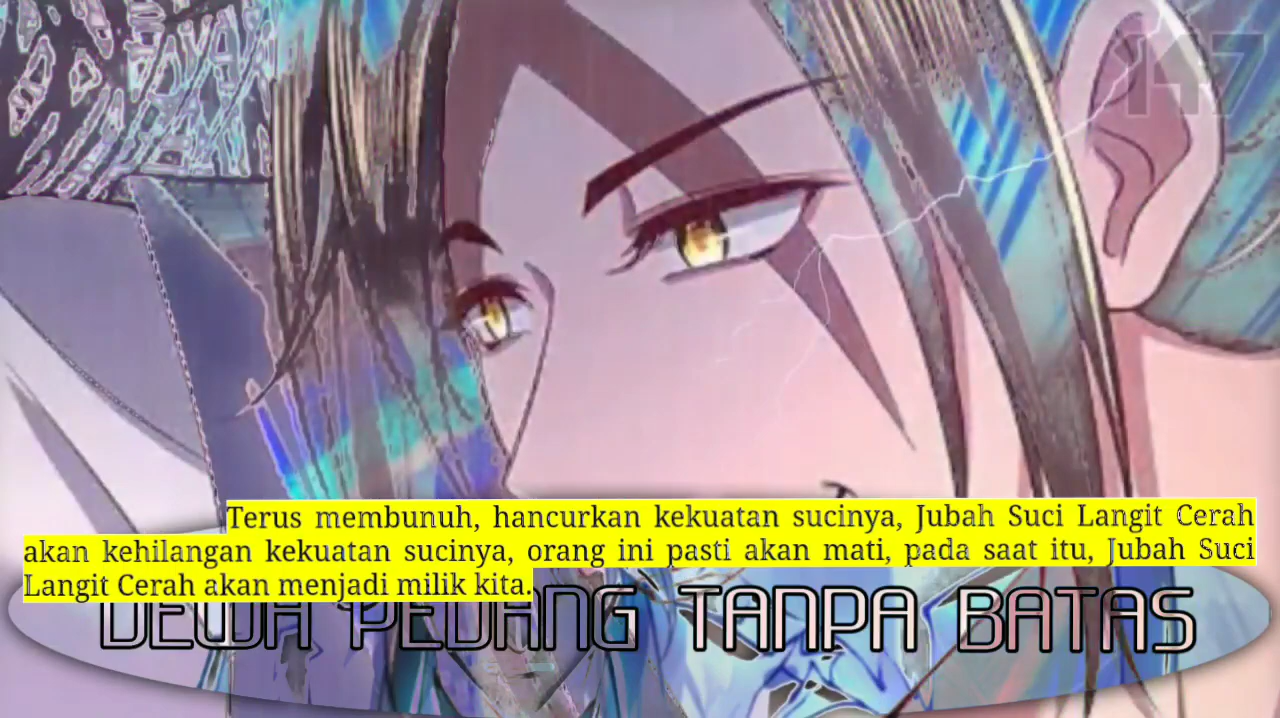 147
Terus membunuh, hancurkan kekuatan sucinya, Jubah Suci Langit Cerah
akan kehilangan kekuatan sucinya, orang ini pasti akan mati, pada saat itu, Jubah Suci
Langit Cerah akan menjadi milik kita.
DEWA PEDANG TANPA BATAS